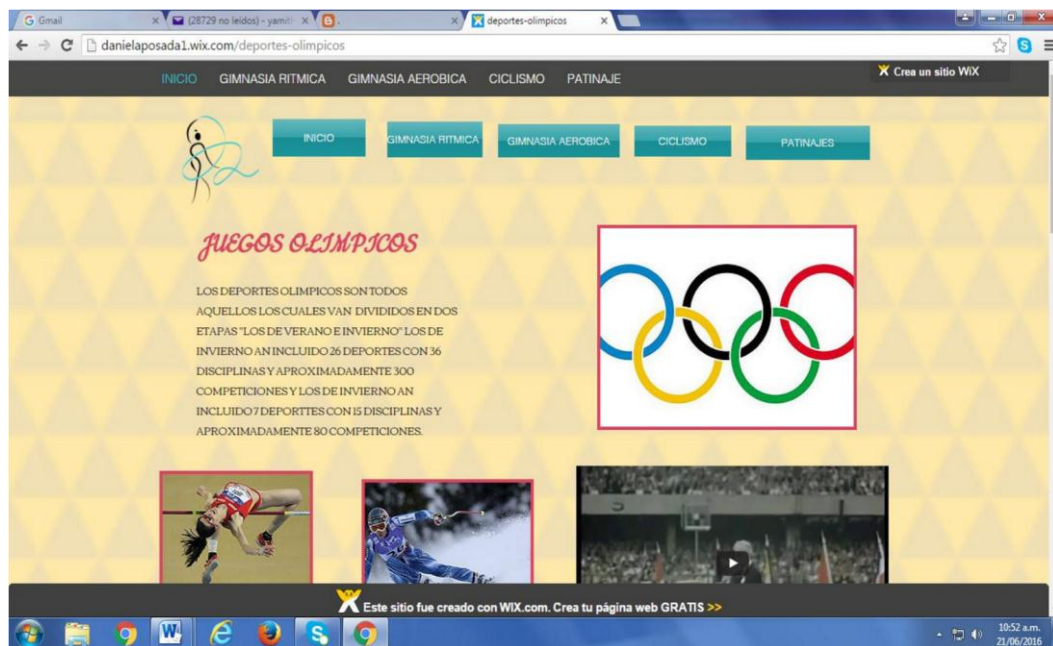 Gmail
(28729 no leídos) - yamit
.
deportes-olimpicos
danielaposada1.wix.com/deportes-olimpicos
INICIO GIMNASIA RITMICA GIMNASIA AEROBICA CICLISMO PATINAJE
Crea un sitio WiX
INICIO GIMNASIA RITMICA GIMNASIA AEROBICA CICLISMO PATINAJES
JUEGOS OLIMPICOS
LOS DEPORTES OLIMPICOS SON TODOS
AQUELLOS LOS CUALES VAN DIVIDIDOS EN DOS
ETAPAS "LOS DE VERANO E INVIERNO" LOS DE
INVIERNO AN INCLUIDO 26 DEPORTES CON 36
DISCIPLINAS Y APROXIMADAMENTE 300
COMPETICIONES Y LOS DE INVIERNO AN
INCLUIDO 7 DEPORTTES CON 15 DISCIPLINAS Y
APROXIMADAMENTE 80 COMPETICIONES.
Este sitio fue creado con WIX.com. Crea tu página web GRATIS >>
10:52 a.m.
21/06/2016